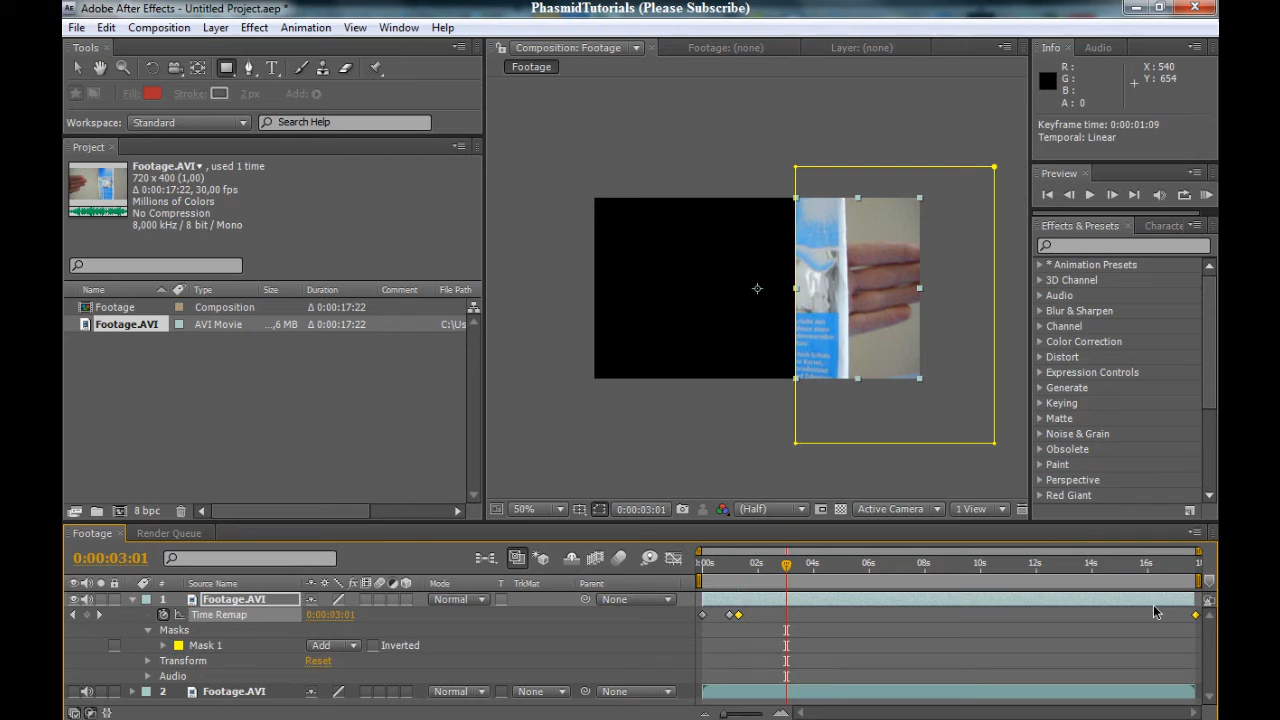 PhasmidTutorials (Please Subscribe)
Adobe After Effects - Untitled Project.aep *
File Edit Composition Layer Effect Animation View Window Help
Tools
Composition: Footage
Footage: (none)
Layer: (none)
Info
Audio
Footage
R :
G :
B :
A : 0
X : 540
Y : 654
Fill:
Stroke:
2 px
Add:
Workspace: Standard
Search Help
Keyframe time: 0:00:01:09
Temporal: Linear
Project
Footage.AVI , used 1 time
720 x 400 (1,00)
Δ 0:00:17:22, 30,00 fps
Millions of Colors
No Compression
8,000 kHz / 8 bit / Mono
Preview
Effects & Presets
Characte
* Animation Presets
3D Channel
Audio
Blur & Sharpen
Channel
Color Correction
Distort
Expression Controls
Generate
Keying
Matte
Noise & Grain
Obsolete
Paint
Perspective
Red Giant
Name Type Size Duration Comment File Path
Footage Composition Δ 0:00:17:22
Footage.AVI AVI Movie ...,6 MB Δ 0:00:17:22 C:\Us
8 bpc
50%
0:00:03:01
(Half)
Active Camera
1 View
Footage
Render Queue
0:00:03:01
:00s 02s 04s 06s 08s 10s 12s 14s 16s
# Source Name Mode T TrkMat Parent
1 Footage.AVI Normal None
Time Remap 0:00:03:01
Masks
Mask 1 Add Inverted
Transform Reset
Audio
2 Footage.AVI Normal None None